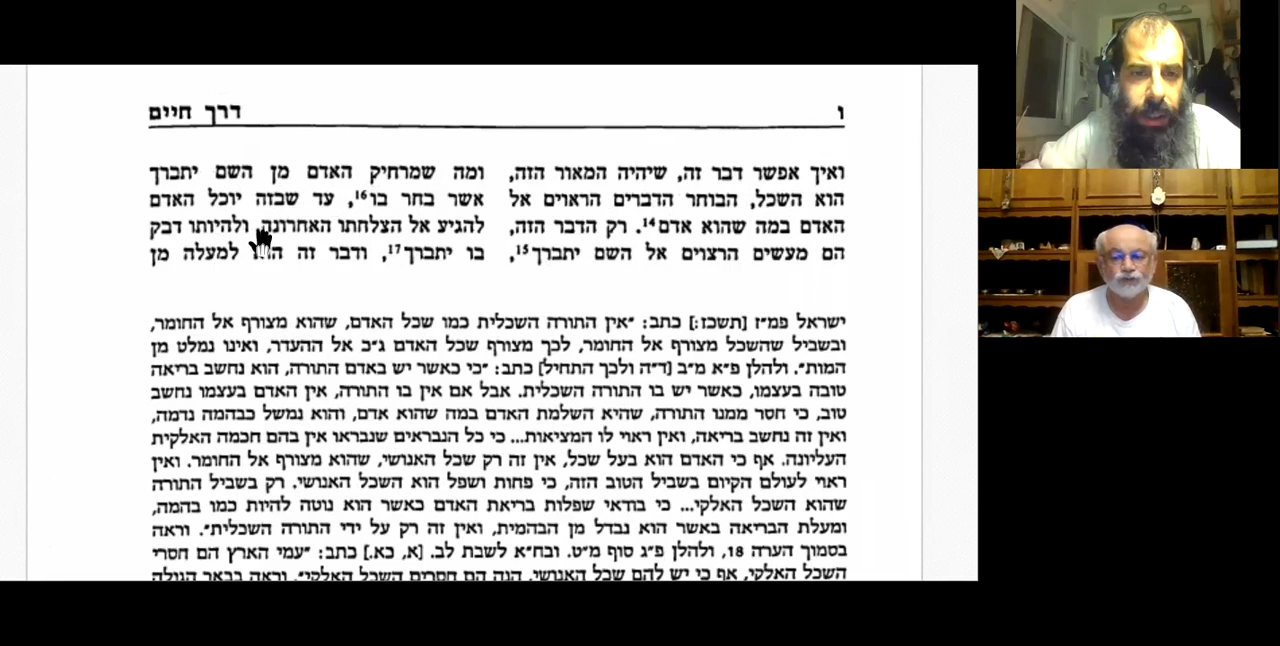 ו דרך חיים
ואיך אפשר דבר זה, שיהיה המאור הזה,
הוא השכל, הבוחר הדברים הראוים אל
האדם במה שהוא אדם14. רק הדבר הזה,
הם מעשים הרצוים אל השם יתברך15,
ומה שמרחיק האדם מן השם יתברך
אשר בחר בו16, עד שבזה יוכל האדם
להגיע אל הצלחתו האחרונה, ולהיותו דבק
בו יתברך17, ודבר זה למעלה מן
ישראל פמ"ז [תשכז:] כתב: "אין התורה השכלית כמו שכל האדם, שהוא מצורף אל החומר,
ובשביל שהשכל מצורף אל החומר, לכך מצורף שכל האדם ג"כ אל ההעדר, ואינו נמלט מן
המות". ולהלן פ"א מ"ב [ד"ה ולכך התחיל] כתב: "כי כאשר יש באדם התורה, הוא נחשב בריאה
טובה בעצמו, כאשר יש בו התורה השכלית. אבל אם אין בו התורה, אין האדם בעצמו נחשב
טוב, כי חסר ממנו התורה, שהיא השלמת האדם במה שהוא אדם, והוא נמשל כבהמה נדמה,
ואין זה נחשב בריאה, ואין ראוי לו המציאות... כי כל הנבראים שנבראו אין בהם חכמה האלקית
העליונה. אף כי האדם הוא בעל שכל, אין זה רק שכל האנושי, שהוא מצורף אל החומר. ואין
ראוי לעולם הקיום בשביל הטוב הזה, כי פחות ושפל הוא השכל האנושי. רק בשביל התורה
שהוא השכל האלקי... כי בודאי שפלות בריאת האדם כאשר הוא נוטה להיות כמו בהמה,
ומעלת הבריאה באשר הוא נבדל מן הבהמית, ואין זה רק על ידי התורה השכלית". וראה
בסמוך הערה 18, ולהלן פ"ג סוף מ"ט. ובח"א לשבת לב. [א, כא.] כתב: "עמי הארץ הם חסרי
השכל האלקי, אף כי יש להם שכל האנושי, הנה הם חסרים השכל האלקי". וראה בבאר הגולה